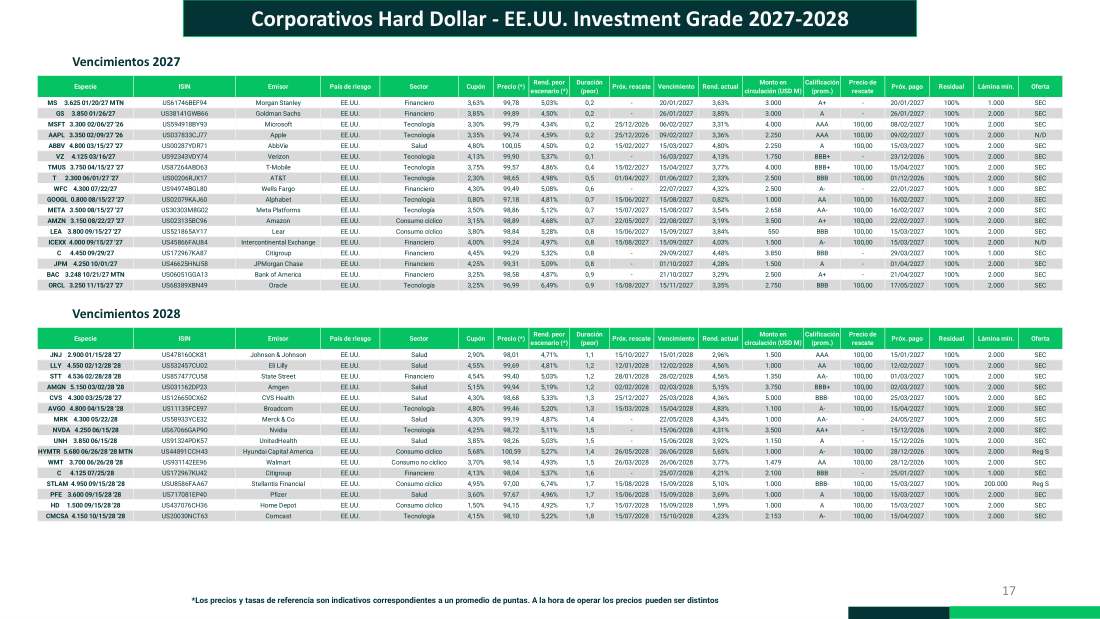 Corporativos Hard Dollar - EE.UU. Investment Grade 2027-2028
Vencimientos 2027
Especie ISIN Emisor País de riesgo Sector Cupón Precio (*) Rend. peor escenario (*) Duración (peor) Próx. rescate Vencimiento Rend. actual Monto en circulación (USD M) Calificación (prom.) Precio de rescate Próx. pago Residual Lámina min. Oferta
MS 3.625 01/20/27 MTN US61746BEF94 Morgan Stanley EE.UU. Financiero 3,63% 99,78 5,03% 0,2 - 20/01/2027 3,63% 3.000 A+ - 20/01/2027 100% 1.000 SEC
GS 3.850 01/26/27 US38141GWB66 Goldman Sachs EE.UU. Financiero 3,85% 99,89 4,50% 0,2 - 26/01/2027 3,85% 3.000 A - 26/01/2027 100% 2.000 SEC
MSFT 3.300 02/06/27 '26 US594918BY93 Microsoft EE.UU. Tecnología 3,30% 99,79 4,34% 0,2 25/12/2026 06/02/2027 3,31% 4.000 AAA 100,00 08/02/2027 100% 2.000 SEC
AAPL 3.350 02/09/27 '26 US037833CJ77 Apple EE.UU. Tecnología 3,35% 99,74 4,59% 0,2 25/12/2026 09/02/2027 3,36% 2.250 AAA 100,00 09/02/2027 100% 2.000 N/D
ABBV 4.800 03/15/27 '27 US00287YDR71 AbbVie EE.UU. Salud 4,80% 100,05 4,50% 0,2 15/02/2027 15/03/2027 4,80% 2.250 A 100,00 15/03/2027 100% 2.000 SEC
VZ 4.125 03/16/27 US92343VDY74 Verizon EE.UU. Tecnología 4,13% 99,90 5,37% 0,1 - 16/03/2027 4,13% 1.750 BBB+ - 23/12/2026 100% 2.000 SEC
TMUS 3.750 04/15/27 '27 US87264ABD63 T-Mobile EE.UU. Tecnología 3,75% 99,57 4,86% 0,4 15/02/2027 15/04/2027 3,77% 4.000 BBB+ 100,00 15/04/2027 100% 2.000 SEC
T 2.300 06/01/27 '27 US00206RJX17 AT&T EE.UU. Tecnología 2,30% 98,65 4,98% 0,5 01/04/2027 01/06/2027 2,33% 2.500 BBB 100,00 01/12/2026 100% 2.000 SEC
WFC 4.300 07/22/27 US94974BGL80 Wells Fargo EE.UU. Financiero 4,30% 99,49 5,08% 0,6 - 22/07/2027 4,32% 2.500 A- - 22/01/2027 100% 1.000 SEC
GOOGL 0.800 08/15/27 '27 US02079KAJ60 Alphabet EE.UU. Tecnología 0,80% 97,18 4,81% 0,7 15/06/2027 15/08/2027 0,82% 1.000 AA 100,00 16/02/2027 100% 2.000 SEC
META 3.500 08/15/27 '27 US30303M8G02 Meta Platforms EE.UU. Tecnología 3,50% 98,86 5,12% 0,7 15/07/2027 15/08/2027 3,54% 2.658 AA- 100,00 16/02/2027 100% 2.000 SEC
AMZN 3.150 08/22/27 '27 US023135BC96 Amazon EE.UU. Consumo cíclico 3,15% 98,89 4,68% 0,7 22/05/2027 22/08/2027 3,19% 3.500 A+ 100,00 22/02/2027 100% 2.000 SEC
LEA 3.800 09/15/27 '27 US521865AY17 Lear EE.UU. Consumo cíclico 3,80% 98,84 5,28% 0,8 15/06/2027 15/09/2027 3,84% 550 BBB 100,00 15/03/2027 100% 2.000 SEC
ICEXX 4.000 09/15/27 '27 US45866FAU84 Intercontinental Exchange EE.UU. Financiero 4,00% 99,24 4,97% 0,8 15/08/2027 15/09/2027 4,03% 1.500 A- 100,00 15/03/2027 100% 2.000 N/D
C 4.450 09/29/27 US172967KA87 Citigroup EE.UU. Financiero 4,45% 99,29 5,32% 0,8 - 29/09/2027 4,48% 3.850 BBB - 29/03/2027 100% 1.000 SEC
JPM 4.250 10/01/27 US46625HNJ58 JPMorgan Chase EE.UU. Financiero 4,25% 99,31 5,09% 0,8 - 01/10/2027 4,28% 1.500 A - 01/04/2027 100% 2.000 SEC
BAC 3.248 10/21/27 MTN US06051GGA13 Bank of America EE.UU. Financiero 3,25% 98,58 4,87% 0,9 - 21/10/2027 3,29% 2.500 A+ - 21/04/2027 100% 2.000 SEC
ORCL 3.250 11/15/27 '27 US68389XBN49 Oracle EE.UU. Tecnología 3,25% 96,99 6,49% 0,9 15/08/2027 15/11/2027 3,35% 2.750 BBB 100,00 17/05/2027 100% 2.000 SEC
Vencimientos 2028
Especie ISIN Emisor País de riesgo Sector Cupón Precio (*) Rend. peor escenario (*) Duración (peor) Próx. rescate Vencimiento Rend. actual Monto en circulación (USD M) Calificación (prom.) Precio de rescate Próx. pago Residual Lámina min. Oferta
JNJ 2.900 01/15/28 '27 US478160CK81 Johnson & Johnson EE.UU. Salud 2,90% 98,01 4,71% 1,1 15/10/2027 15/01/2028 2,96% 1.500 AAA 100,00 15/01/2027 100% 2.000 SEC
LLY 4.550 02/12/28 '28 US532457CU02 Eli Lilly EE.UU. Salud 4,55% 99,69 4,81% 1,2 12/01/2028 12/02/2028 4,56% 1.000 AA 100,00 12/02/2027 100% 2.000 SEC
STT 4.536 02/28/28 '28 US857477CU58 State Street EE.UU. Financiero 4,54% 99,40 5,03% 1,2 28/01/2028 28/02/2028 4,56% 1.350 AA- 100,00 01/03/2027 100% 2.000 SEC
AMGN 5.150 03/02/28 '28 US031162DP23 Amgen EE.UU. Salud 5,15% 99,94 5,19% 1,2 02/02/2028 02/03/2028 5,15% 3.750 BBB+ 100,00 02/03/2027 100% 2.000 SEC
CVS 4.300 03/25/28 '27 US126650CX62 CVS Health EE.UU. Salud 4,30% 98,68 5,33% 1,3 25/12/2027 25/03/2028 4,36% 5.000 BBB- 100,00 25/03/2027 100% 2.000 SEC
AVGO 4.800 04/15/28 '28 US11135FCE97 Broadcom EE.UU. Tecnología 4,80% 99,46 5,20% 1,3 15/03/2028 15/04/2028 4,83% 1.100 A- 100,00 15/04/2027 100% 2.000 SEC
MRK 4.300 05/22/28 US58933YCE32 Merck & Co EE.UU. Salud 4,30% 99,19 4,87% 1,4 - 22/05/2028 4,34% 1.000 AA- - 24/05/2027 100% 2.000 SEC
NVDA 4.250 06/15/28 US67066GAP90 Nvidia EE.UU. Tecnología 4,25% 98,72 5,11% 1,5 - 15/06/2028 4,31% 3.500 AA+ - 15/12/2026 100% 2.000 SEC
UNH 3.850 06/15/28 US91324PDK57 UnitedHealth EE.UU. Salud 3,85% 98,26 5,03% 1,5 - 15/06/2028 3,92% 1.150 A - 15/12/2026 100% 2.000 SEC
HYMTR 5.680 06/26/28 '28 MTN US44891CCH43 Hyundai Capital America EE.UU. Consumo cíclico 5,68% 100,59 5,27% 1,4 26/05/2028 26/06/2028 5,65% 1.000 A- 100,00 28/12/2026 100% 2.000 Reg S
WMT 3.700 06/26/28 '28 US931142EE96 Walmart EE.UU. Consumo no cíclico 3,70% 98,14 4,93% 1,5 26/03/2028 26/06/2028 3,77% 1.479 AA 100,00 28/12/2026 100% 2.000 SEC
C 4.125 07/25/28 US172967KU42 Citigroup EE.UU. Financiero 4,13% 98,04 5,37% 1,6 - 25/07/2028 4,21% 2.100 BBB - 25/01/2027 100% 1.000 SEC
STLAM 4.950 09/15/28 '28 USU8586FAA67 Stellantis Financial EE.UU. Consumo cíclico 4,95% 97,00 6,74% 1,7 15/08/2028 15/09/2028 5,10% 1.000 BBB- 100,00 15/03/2027 100% 200.000 Reg S
PFE 3.600 09/15/28 '28 US717081EP40 Pfizer EE.UU. Salud 3,60% 97,67 4,96% 1,7 15/06/2028 15/09/2028 3,69% 1.000 A 100,00 15/03/2027 100% 2.000 SEC
HD 1.500 09/15/28 '28 US437076CH36 Home Depot EE.UU. Consumo cíclico 1,50% 94,15 4,92% 1,7 15/07/2028 15/09/2028 1,59% 1.000 A 100,00 15/03/2027 100% 2.000 SEC
CMCSA 4.150 10/15/28 '28 US20030NCT63 Comcast EE.UU. Tecnología 4,15% 98,10 5,22% 1,8 15/07/2028 15/10/2028 4,23% 2.153 A- 100,00 15/04/2027 100% 2.000 SEC
*Los precios y tasas de referencia son indicativos correspondientes a un promedio de puntas. A la hora de operar los precios pueden ser distintos
17